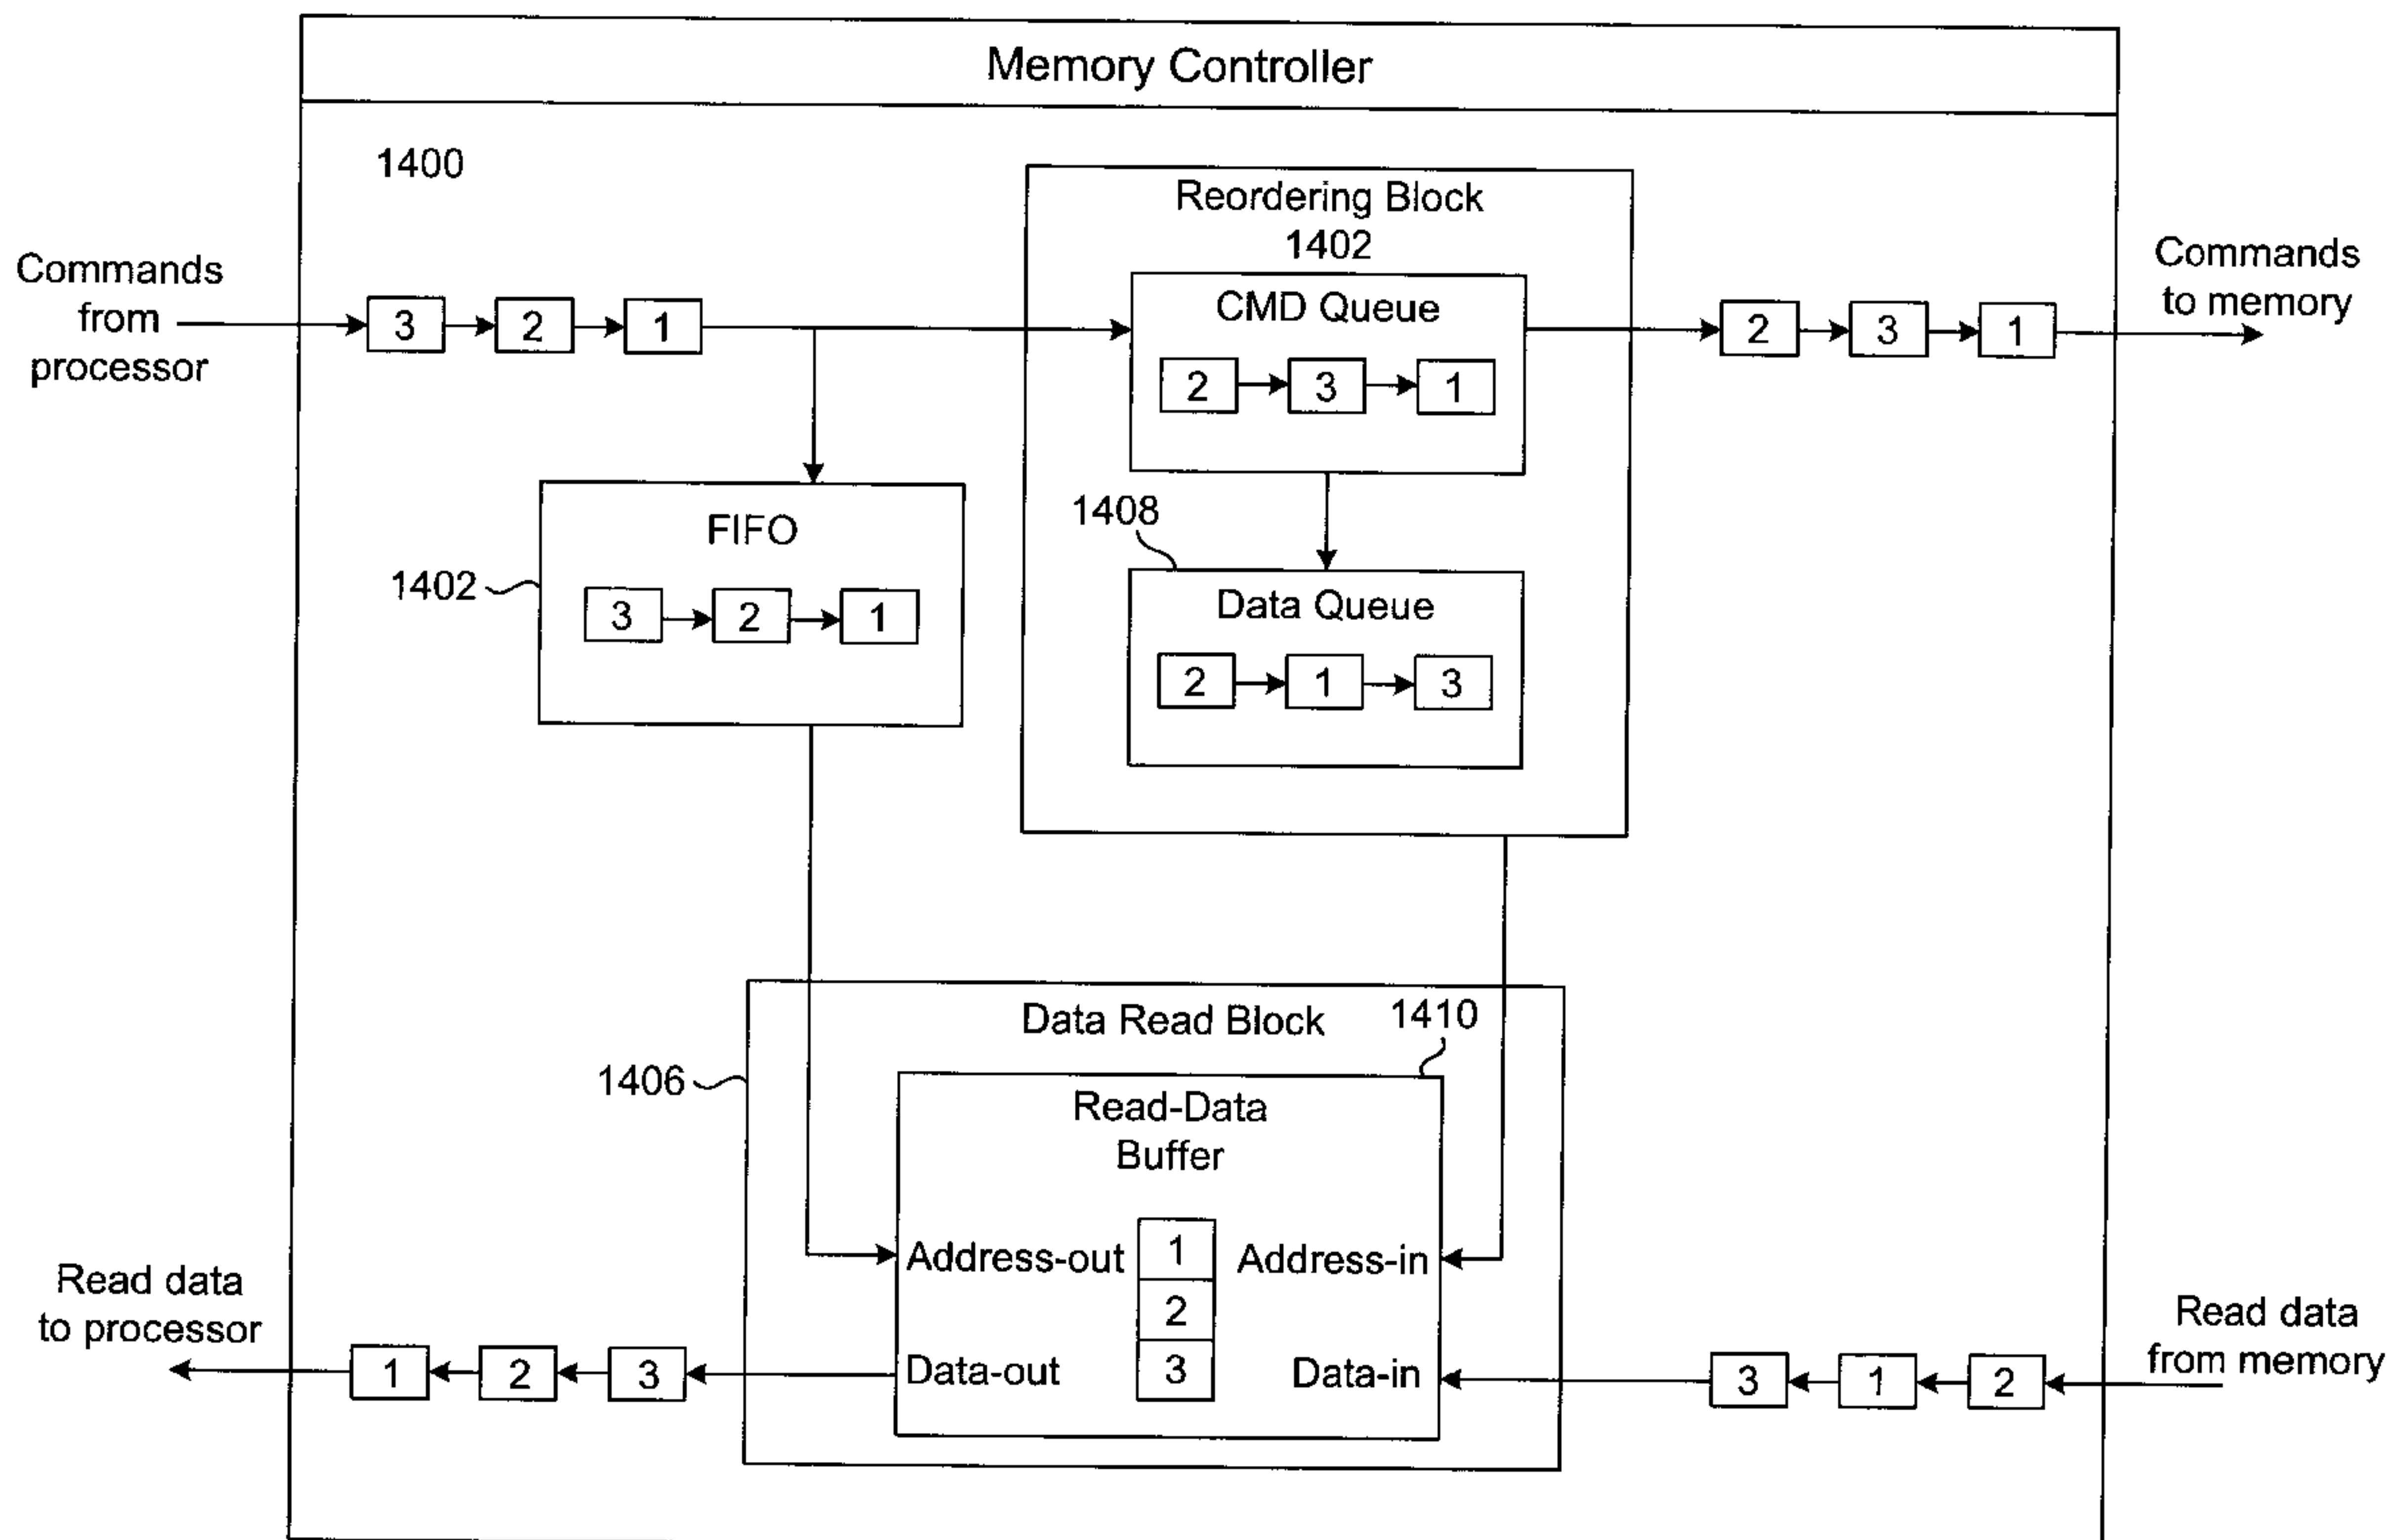 Memory Controller
1400
Reordering Block
1402
Commands
from
processor
3 2 1
CMD Queue
2 3 1
2 3 1
Commands
to memory
FIFO
1402
3 2 1
1408
Data Queue
2 1 3
Data Read Block
1410
1406
Read-Data
Buffer
Address-out
1
2
3
Address-in
Data-out
Data-in
Read data
to processor
1 2 3
3 1 2
Read data
from memory